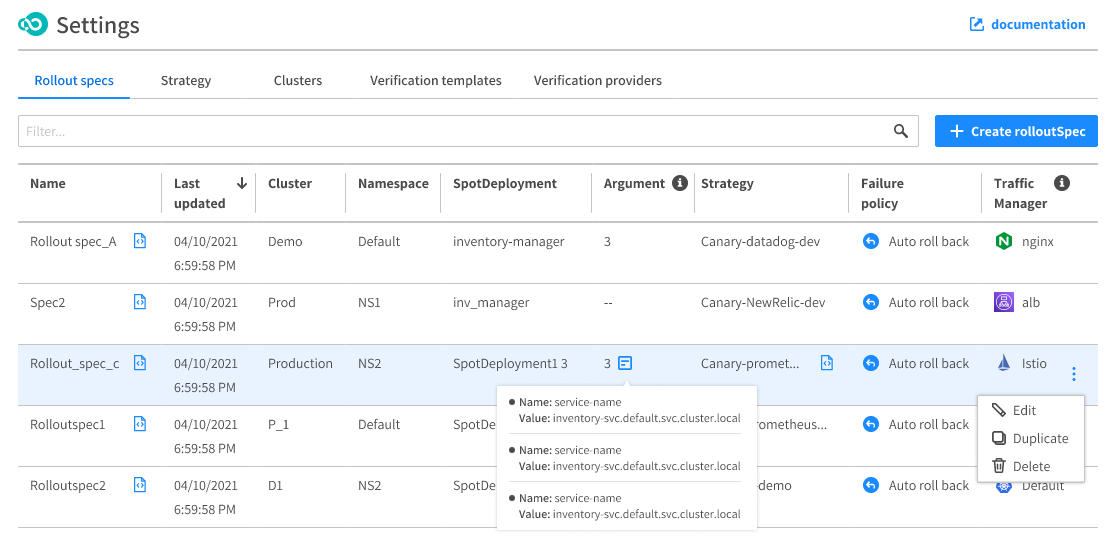 Settings
documentation
Rollout specs Strategy Clusters Verification templates Verification providers
Filter...
Create rolloutSpec
Name Last updated Cluster Namespace SpotDeployment Argument Strategy Failure policy Traffic Manager
Rollout spec_A 04/10/2021 6:59:58 PM Demo Default inventory-manager 3 Canary-datadog-dev Auto roll back nginx
Spec2 04/10/2021 6:59:58 PM Prod NS1 inv_manager -- Canary-NewRelic-dev Auto roll back alb
Rollout_spec_c 04/10/2021 6:59:58 PM Production NS2 SpotDeployment1 3 3 Canary-promet... Auto roll back Istio
Name: service-name
Value: inventory-svc.default.svc.cluster.local
Name: service-name
Value: inventory-svc.default.svc.cluster.local
Name: service-name
Value: inventory-svc.default.svc.cluster.local
Edit
Duplicate
Delete
Rolloutspec1 04/10/2021 6:59:58 PM P_1 Default Auto roll back
Rolloutspec2 04/10/2021 6:59:58 PM D1 NS2 Auto roll back Default